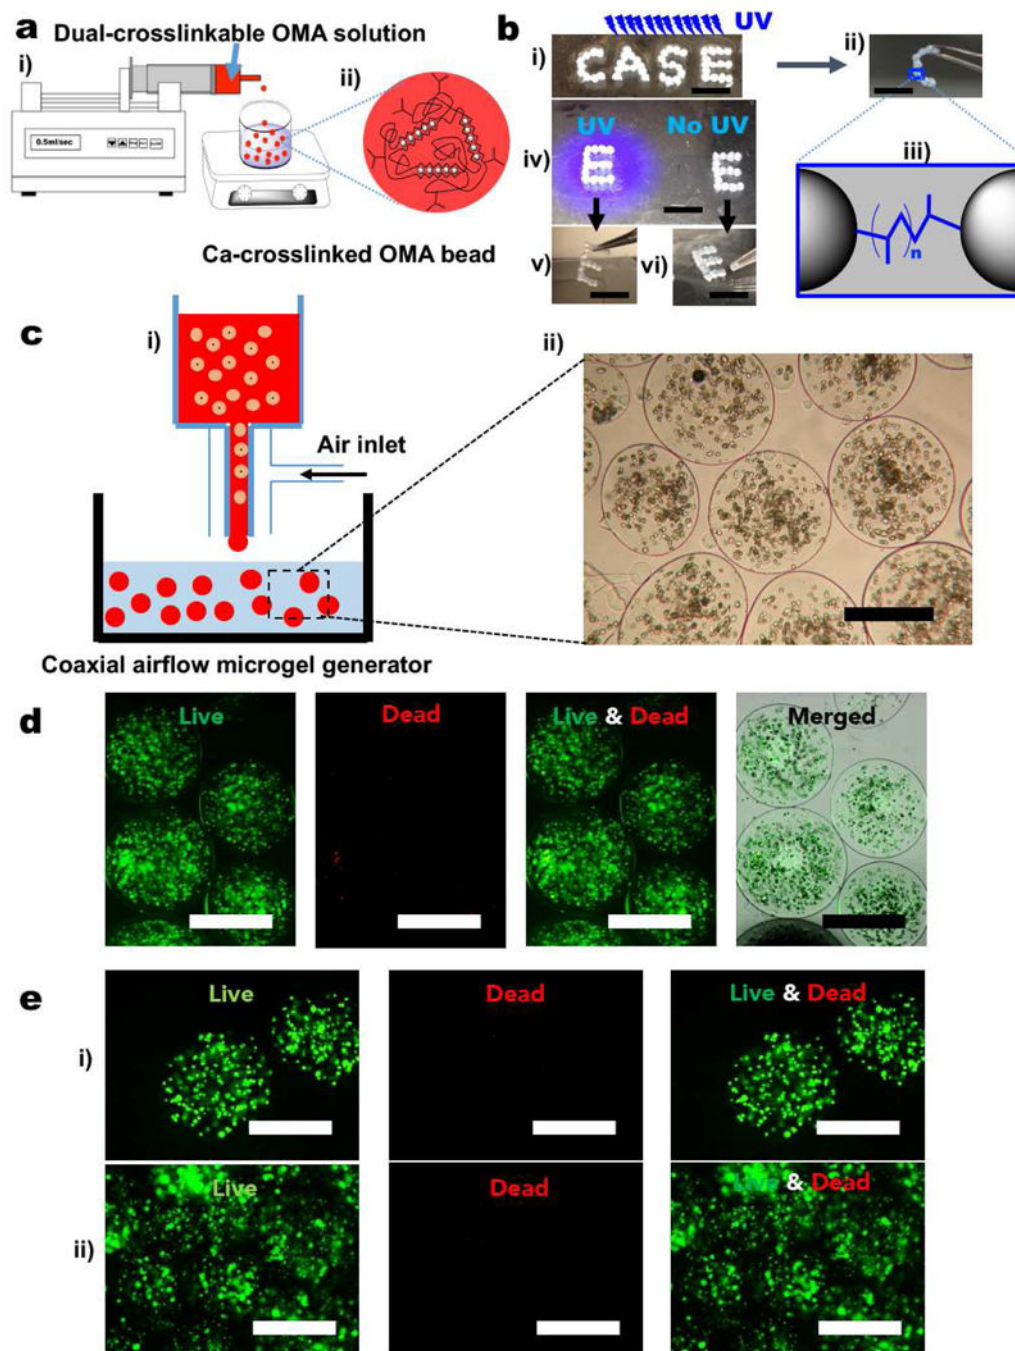 a
Dual-crosslinkable OMA solution
i)
ii)
0.5ml/sec
Ca-crosslinked OMA bead
b
UV
i)
CASE
ii)
UV
No UV
iv)
E
E
iii)
n
v)
vi)
E
c
i)
Air inlet
ii)
Coaxial airflow microgel generator
d
Live
Dead
Live & Dead
Merged
e
i)
Live
Dead
Live & Dead
ii)
Live
Dead
Live & Dead